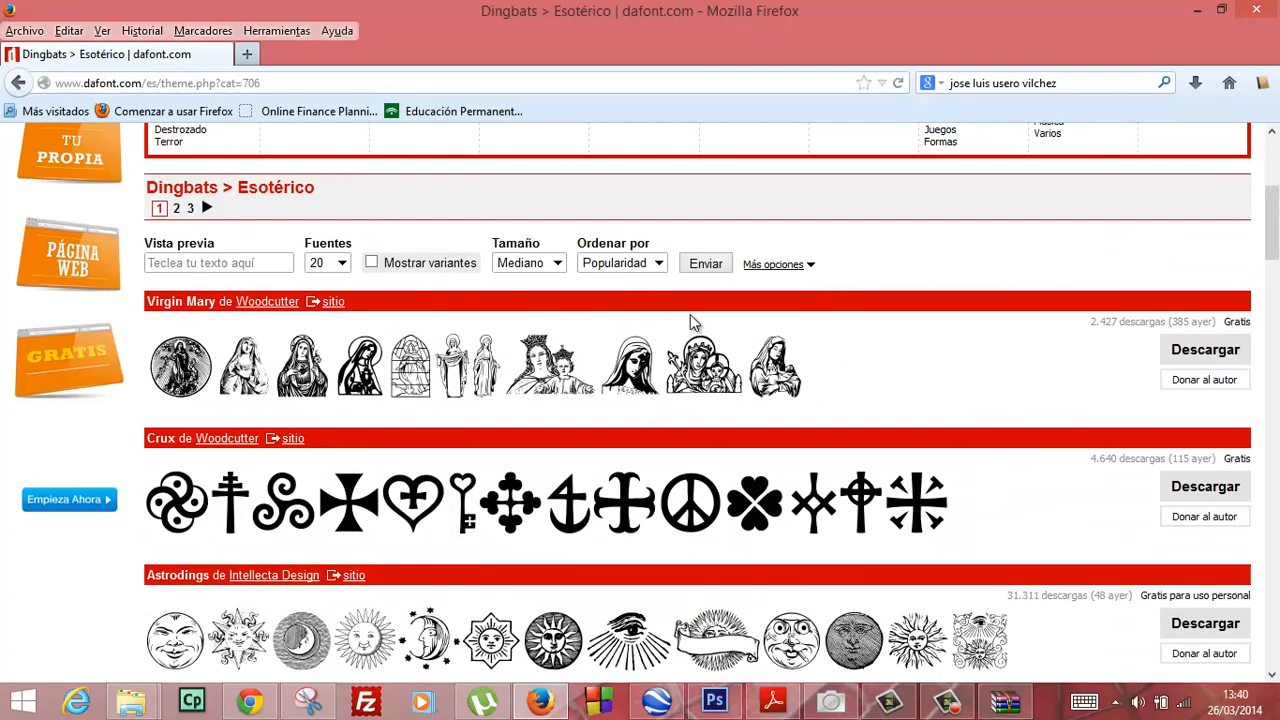 Dingbats > Esotérico | dafont.com - Mozilla Firefox
Archivo Editar Ver Historial Marcadores Herramientas Ayuda
Dingbats > Esotérico | dafont.com
www.dafont.com/es/theme.php?cat=706
jose luis usero vilchez
Más visitados Comenzar a usar Firefox Online Finance Planni... Educación Permanent...
Destrozado Juegos Varios
Terror Formas
TU
PROPIA
PÁGINA
WEB
GRATIS
Empieza Ahora
Dingbats > Esotérico
1 2 3
Vista previa Fuentes Tamaño Ordenar por
Teclea tu texto aquí 20 Mostrar variantes Mediano Popularidad Enviar Más opciones
Virgin Mary de Woodcutter sitio
2.427 descargas (385 ayer) Gratis
Descargar
Donar al autor
Crux de Woodcutter sitio
4.640 descargas (115 ayer) Gratis
Descargar
Donar al autor
Astrodings de Intellecta Design sitio
31.311 descargas (48 ayer) Gratis para uso personal
Descargar
Donar al autor
Cp Fz Ps
13:40
26/03/2014